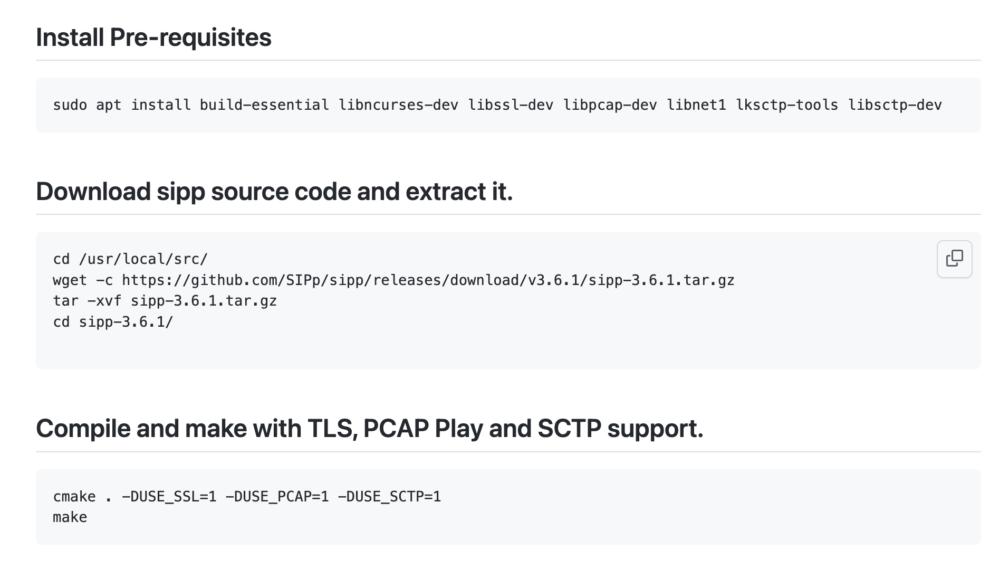 Install Pre-requisites
sudo apt install build-essential libncurses-dev libssl-dev libpcap-dev libnet1 lksctp-tools libsctp-dev
Download sipp source code and extract it.
cd /usr/local/src/
wget -c https://github.com/SIPp/sipp/releases/download/v3.6.1/sipp-3.6.1.tar.gz
tar -xvf sipp-3.6.1.tar.gz
cd sipp-3.6.1/
Compile and make with TLS, PCAP Play and SCTP support.
cmake . -DUSE_SSL=1 -DUSE_PCAP=1 -DUSE_SCTP=1
make